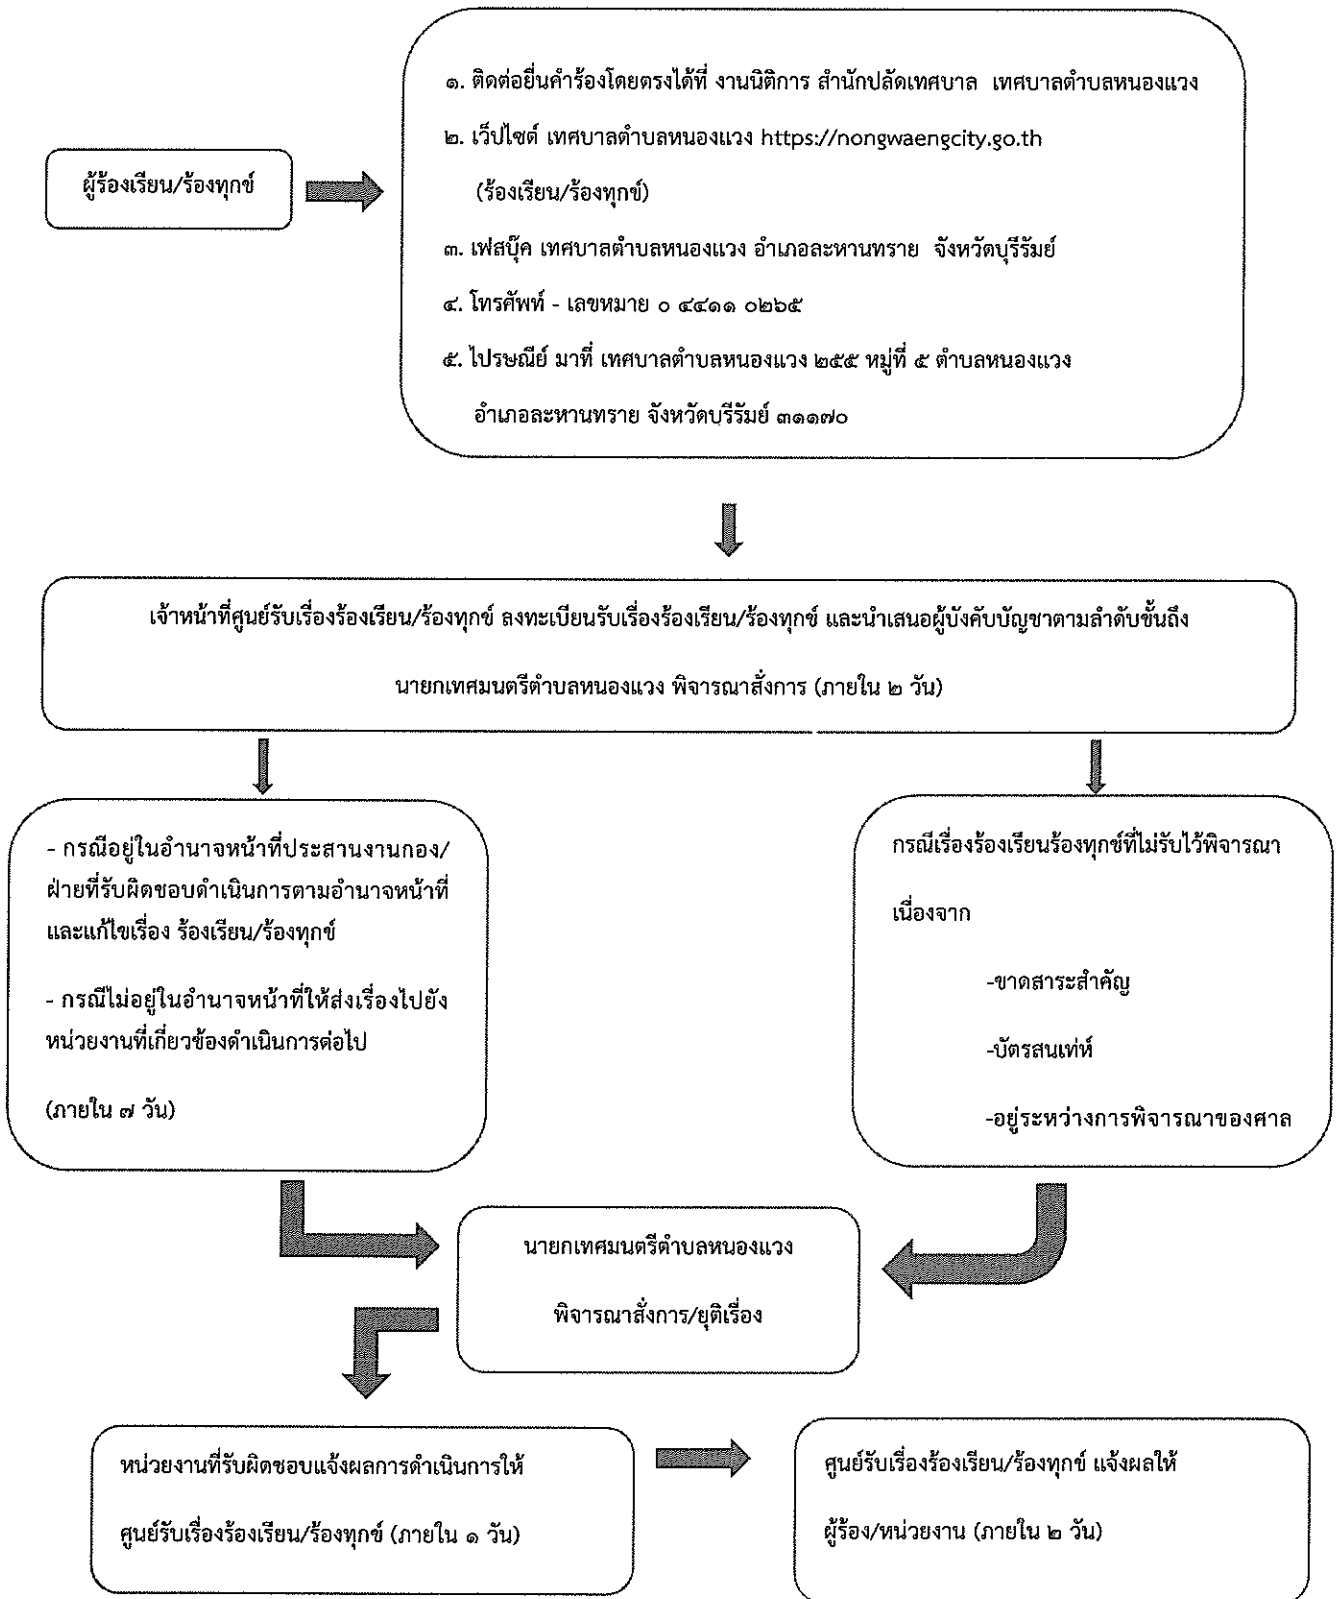 ผู้ร้องเรียน/ร้องทุกข์
๑. ติดต่อยื่นคำร้องโดยตรงได้ที่ งานนิติการ สำนักปลัดเทศบาล เทศบาลตำบลหนองแวง
๒. เว็ปไซต์ เทศบาลตำบลหนองแวง https://nongwaengcity.go.th
(ร้องเรียน/ร้องทุกข์)
๓. เฟสบุ๊ค เทศบาลตำบลหนองแวง อำเภอละหานทราย จังหวัดบุรีรัมย์
๔. โทรศัพท์ - เลขหมาย ๐ ๔๔๑๑ ๐๒๖๕
๕. ไปรษณีย์ มาที่ เทศบาลตำบลหนองแวง ๒๕๕ หมู่ที่ ๕ ตำบลหนองแวง
อำเภอละหานทราย จังหวัดบุรีรัมย์ ๓๑๑๗๐
เจ้าหน้าที่ศูนย์รับเรื่องร้องเรียน/ร้องทุกข์ ลงทะเบียนรับเรื่องร้องเรียน/ร้องทุกข์ และนำเสนอผู้บังคับบัญชาตามลำดับชั้นถึง
นายกเทศมนตรีตำบลหนองแวง พิจารณาสั่งการ (ภายใน ๒ วัน)
- กรณีอยู่ในอำนาจหน้าที่ประสานงานกอง/
ฝ่ายที่รับผิดชอบดำเนินการตามอำนาจหน้าที่
และแก้ไขเรื่อง ร้องเรียน/ร้องทุกข์
- กรณีไม่อยู่ในอำนาจหน้าที่ให้ส่งเรื่องไปยัง
หน่วยงานที่เกี่ยวข้องดำเนินการต่อไป
(ภายใน ๗ วัน)
กรณีเรื่องร้องเรียนร้องทุกข์ที่ไม่รับไว้พิจารณา
เนื่องจาก
-ขาดสาระสำคัญ
-บัตรสนเท่ห์
-อยู่ระหว่างการพิจารณาของศาล
นายกเทศมนตรีตำบลหนองแวง
พิจารณาสั่งการ/ยุติเรื่อง
หน่วยงานที่รับผิดชอบแจ้งผลการดำเนินการให้
ศูนย์รับเรื่องร้องเรียน/ร้องทุกข์ (ภายใน ๑ วัน)
ศูนย์รับเรื่องร้องเรียน/ร้องทุกข์ แจ้งผลให้
ผู้ร้อง/หน่วยงาน (ภายใน ๒ วัน)